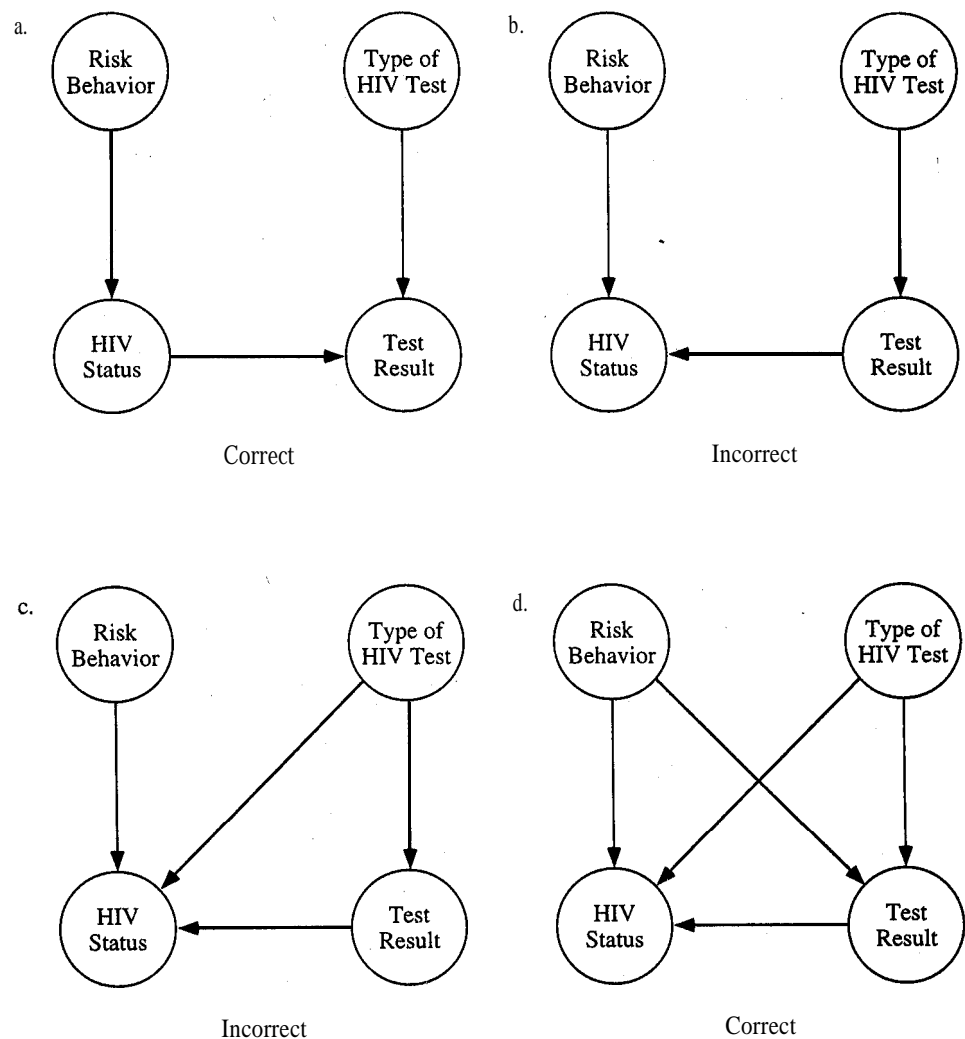 a.
Risk
Behavior
Type of
HIV Test
HIV
Status
Test
Result
Correct
b.
Risk
Behavior
Type of
HIV Test
HIV
Status
Test
Result
Incorrect
c.
Risk
Behavior
Type of
HIV Test
HIV
Status
Test
Result
Incorrect
d.
Risk
Behavior
Type of
HIV Test
HIV
Status
Test
Result
Correct